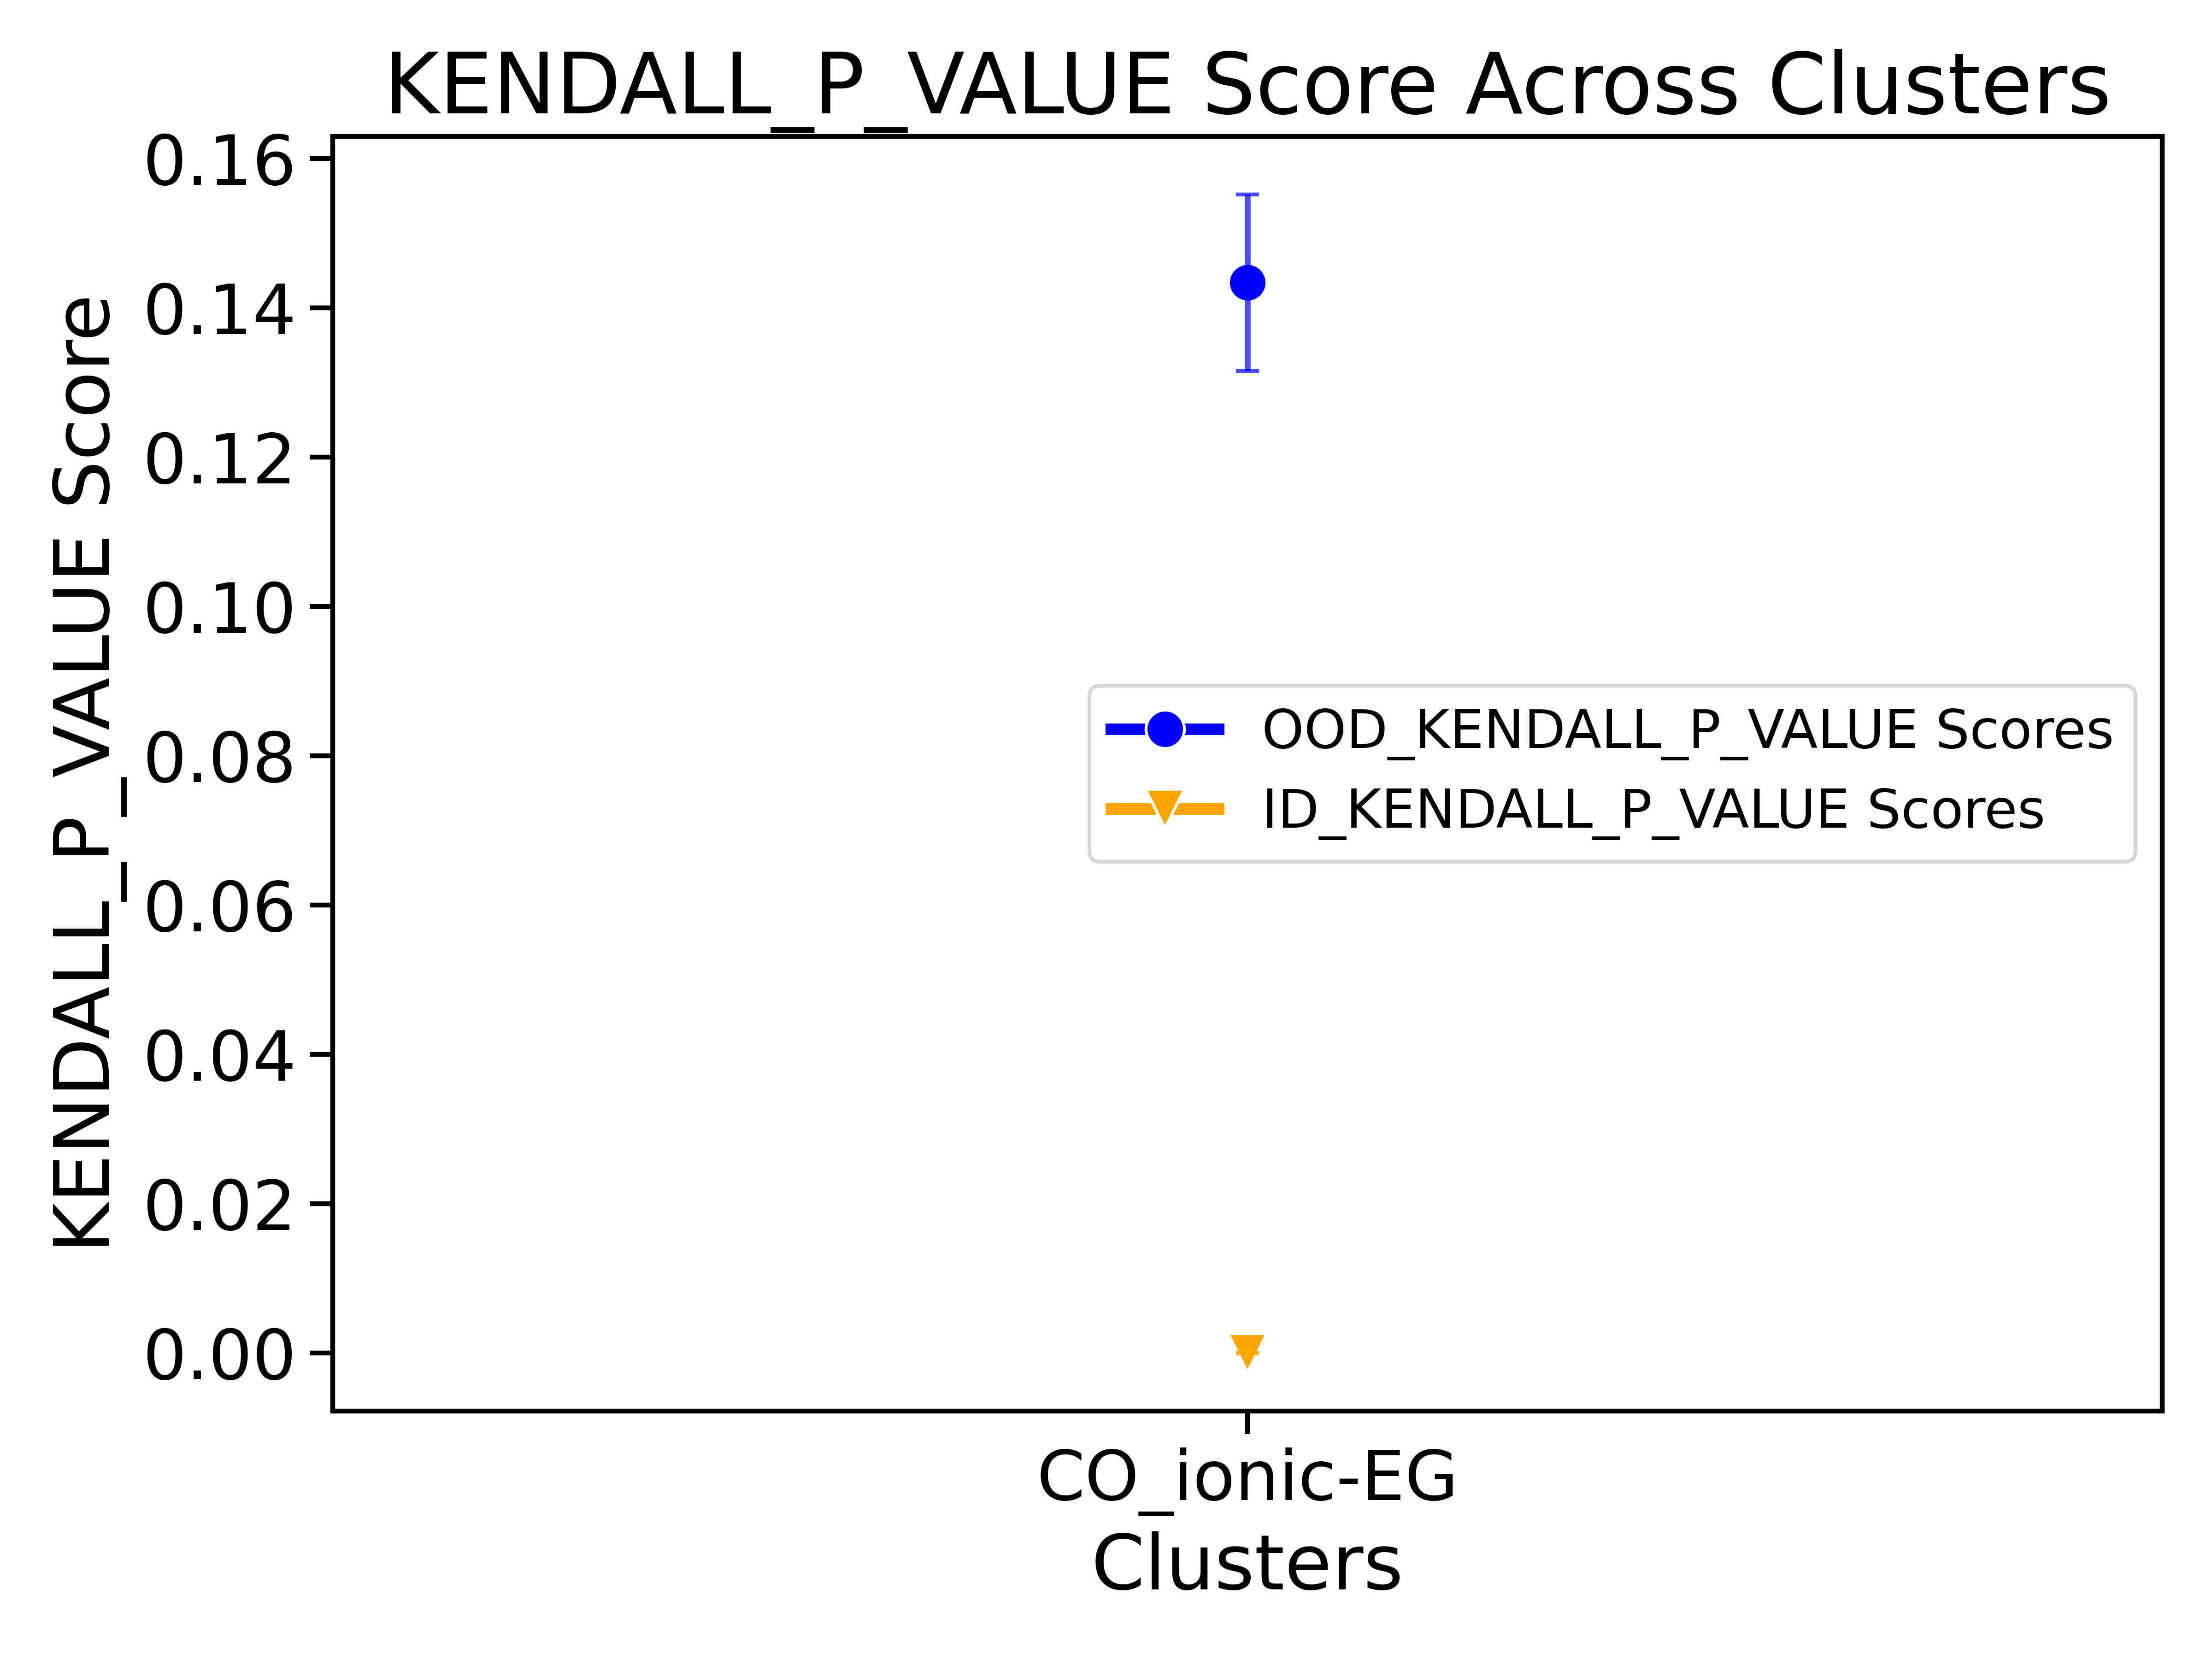 KENDALL_P_VALUE Score Across Clusters
KENDALL_P_VALUE Score
0.16
0.14
0.12
0.10
0.08
0.06
0.04
0.02
0.00
OOD_KENDALL_P_VALUE Scores
ID_KENDALL_P_VALUE Scores
CO_ionic-EG
Clusters